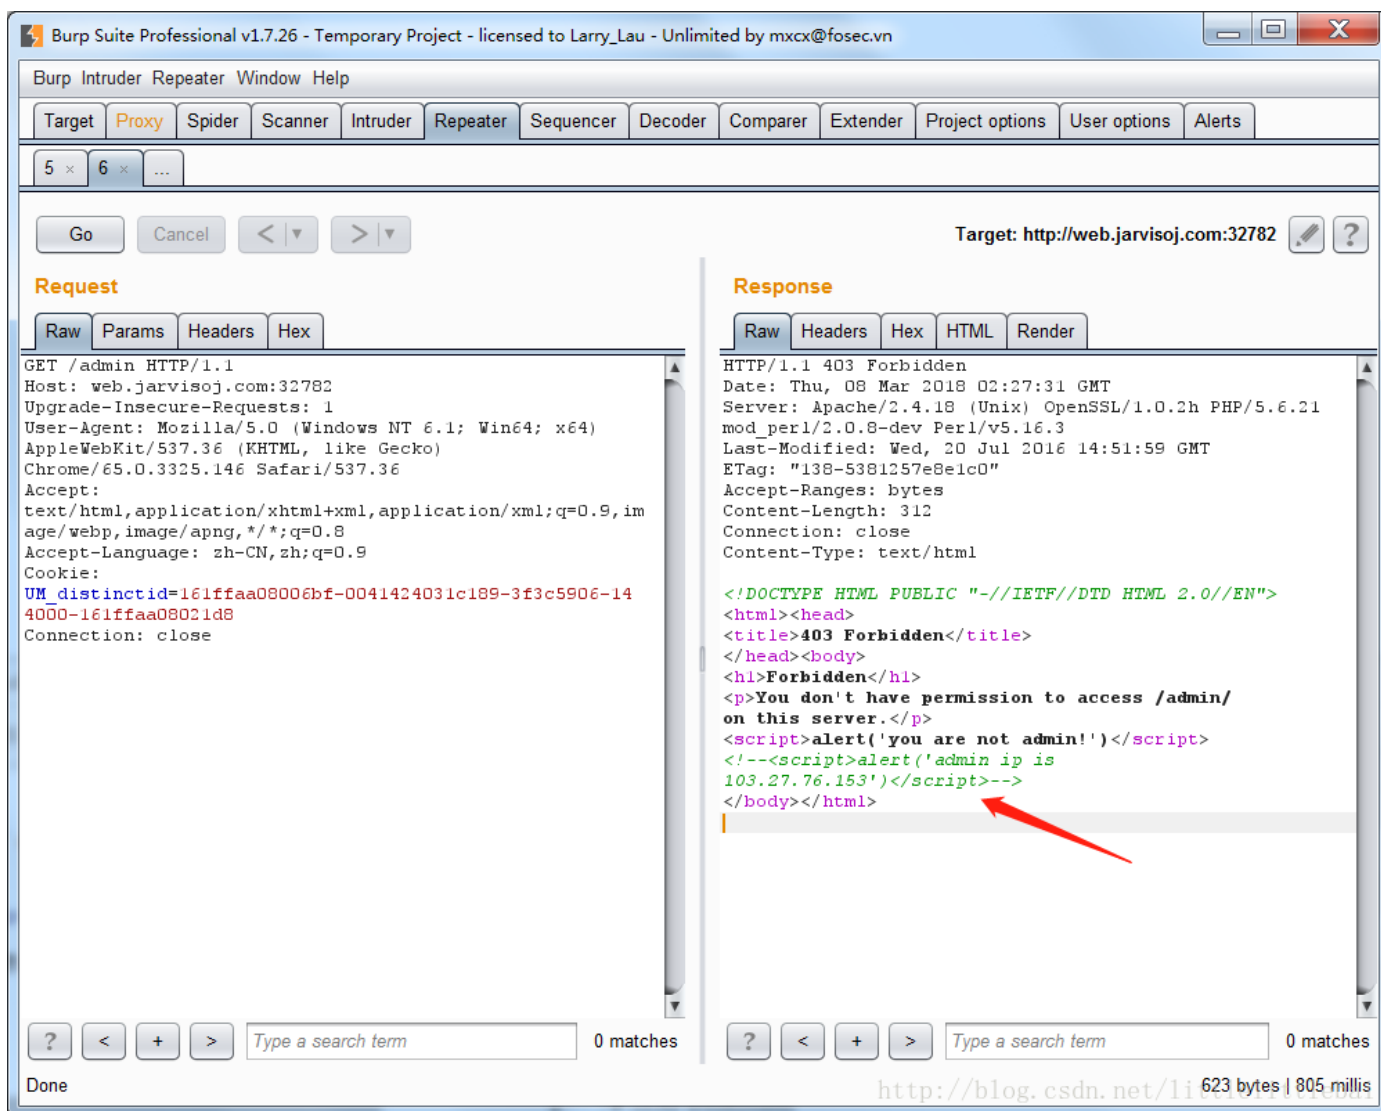 Burp Suite Professional v1.7.26 - Temporary Project - licensed to Larry_Lau - Unlimited by mxcx@fosec.vn
Burp Intruder Repeater Window Help
Target Proxy Spider Scanner Intruder Repeater Sequencer Decoder Comparer Extender Project options User options Alerts
5 × 6 × ...
Go Cancel < ▼ > ▼ Target: http://web.jarvisoj.com:32782 ?
Request
Raw Params Headers Hex
GET /admin HTTP/1.1
Host: web.jarvisoj.com:32782
Upgrade-Insecure-Requests: 1
User-Agent: Mozilla/5.0 (Windows NT 6.1; Win64; x64)
AppleWebKit/537.36 (KHTML, like Gecko)
Chrome/65.0.3325.146 Safari/537.36
Accept:
text/html,application/xhtml+xml,application/xml;q=0.9,im
age/webp,image/apng,*/*;q=0.8
Accept-Language: zh-CN,zh;q=0.9
Cookie:
UM_distinctid=161ffaa08006bf-0041424031c189-3f3c5906-14
4000-161ffaa08021d8
Connection: close
? < + > Type a search term 0 matches
Response
Raw Headers Hex HTML Render
HTTP/1.1 403 Forbidden
Date: Thu, 08 Mar 2018 02:27:31 GMT
Server: Apache/2.4.18 (Unix) OpenSSL/1.0.2h PHP/5.6.21
mod_perl/2.0.8-dev Perl/v5.16.3
Last-Modified: Wed, 20 Jul 2016 14:51:59 GMT
ETag: "138-5381257e8e1c0"
Accept-Ranges: bytes
Content-Length: 312
Connection: close
Content-Type: text/html
<!DOCTYPE HTML PUBLIC "-//IETF//DTD HTML 2.0//EN">
<html><head>
<title>403 Forbidden</title>
</head><body>
<h1>Forbidden</h1>
<p>You don't have permission to access /admin/
on this server.</p>
<script>alert('you are not admin!')</script>
<!--<script>alert('admin ip is
103.27.76.153')</script>-->
</body></html>
? < + > Type a search term 0 matches
Done
623 bytes | 805 millis